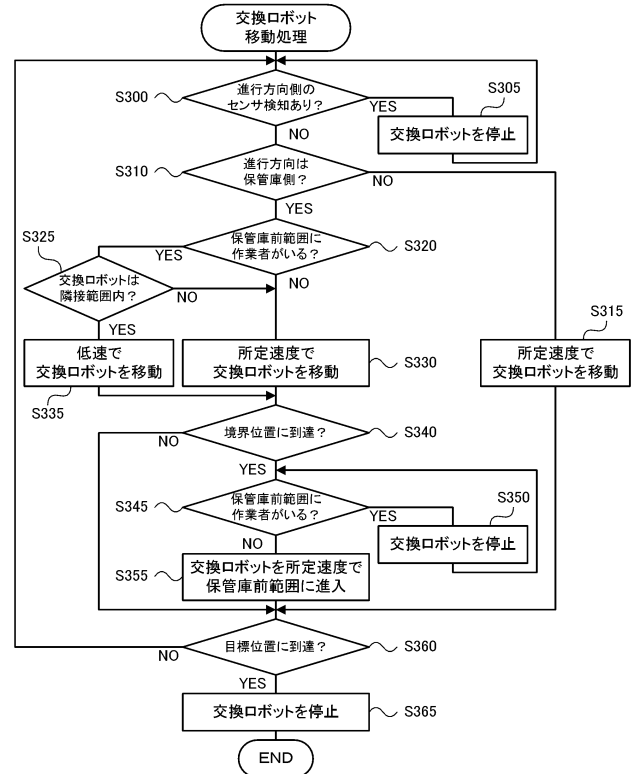 交換ロボット
移動処理
S300
進行方向側の
センサ検知あり？
YES
S305
交換ロボットを停止
NO
S310
進行方向は
保管庫側？
NO
YES
S325
YES
保管庫前範囲に
作業者がいる？
S320
交換ロボットは
隣接範囲内？
NO
NO
YES
S315
低速で
交換ロボットを移動
所定速度で
交換ロボットを移動
S330
所定速度で
交換ロボットを移動
S335
境界位置に到達？
S340
NO
YES
S345
保管庫前範囲に
作業者がいる？
YES
S350
交換ロボットを停止
NO
S355
交換ロボットを所定速度で
保管庫前範囲に進入
目標位置に到達？
S360
NO
YES
交換ロボットを停止
S365
END